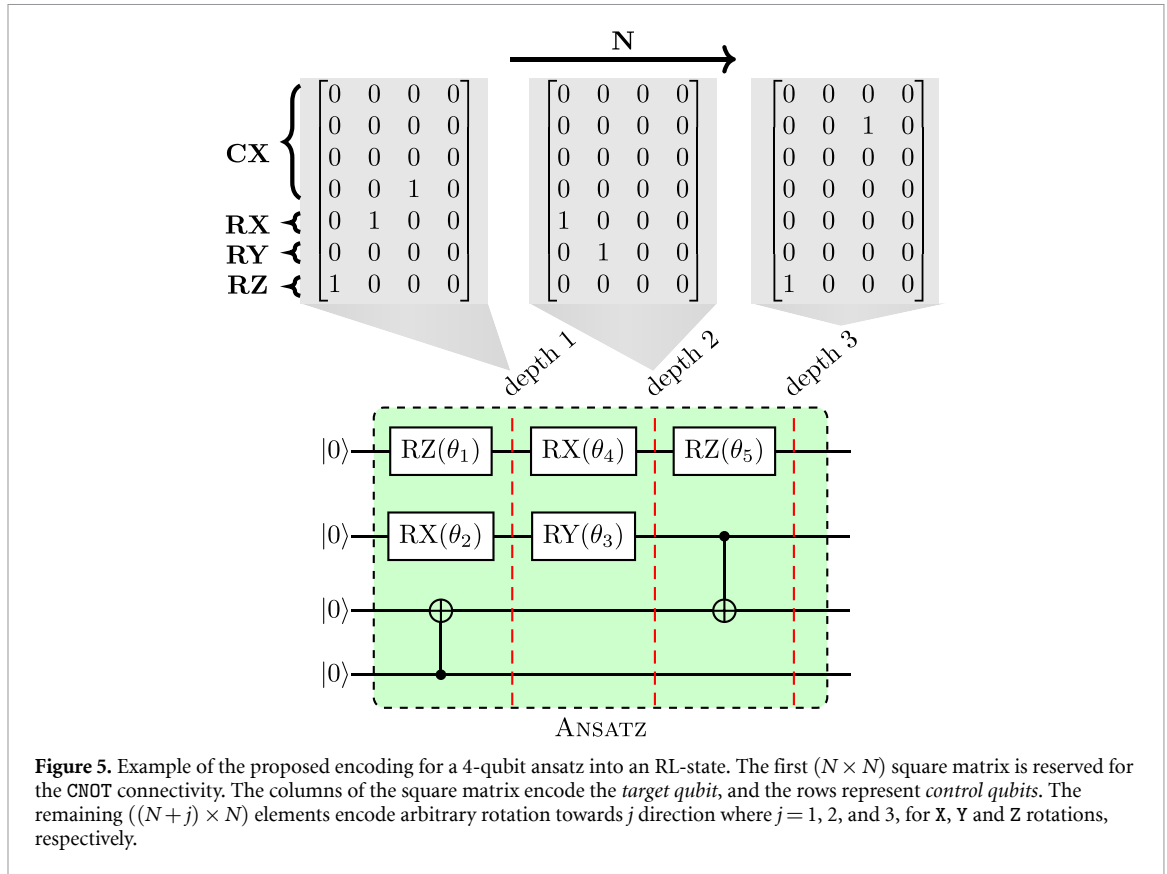 N
0 0 0 0 0 0 0 0 0 0 0 0
0 0 0 0 0 0 0 0 0 0 1 0
CX 0 0 0 0 0 0 0 0 0 0 0 0
0 0 1 0 0 0 0 0 0 0 0 0
RX 0 1 0 0 1 0 0 0 0 0 0 0
RY 0 0 0 0 0 1 0 0 0 0 0 0
RZ 1 0 0 0 0 0 0 0 1 0 0 0
depth 1 depth 2 depth 3
|0⟩ RZ(θ₁) RX(θ₄) RZ(θ₅)
|0⟩ RX(θ₂) RY(θ₃)
|0⟩
|0⟩
ANSATZ
Figure 5. Example of the proposed encoding for a 4-qubit ansatz into an RL-state. The first (N × N) square matrix is reserved for
the CNOT connectivity. The columns of the square matrix encode the target qubit, and the rows represent control qubits. The
remaining ((N + j) × N) elements encode arbitrary rotation towards j direction where j = 1, 2, and 3, for X, Y and Z rotations,
respectively.